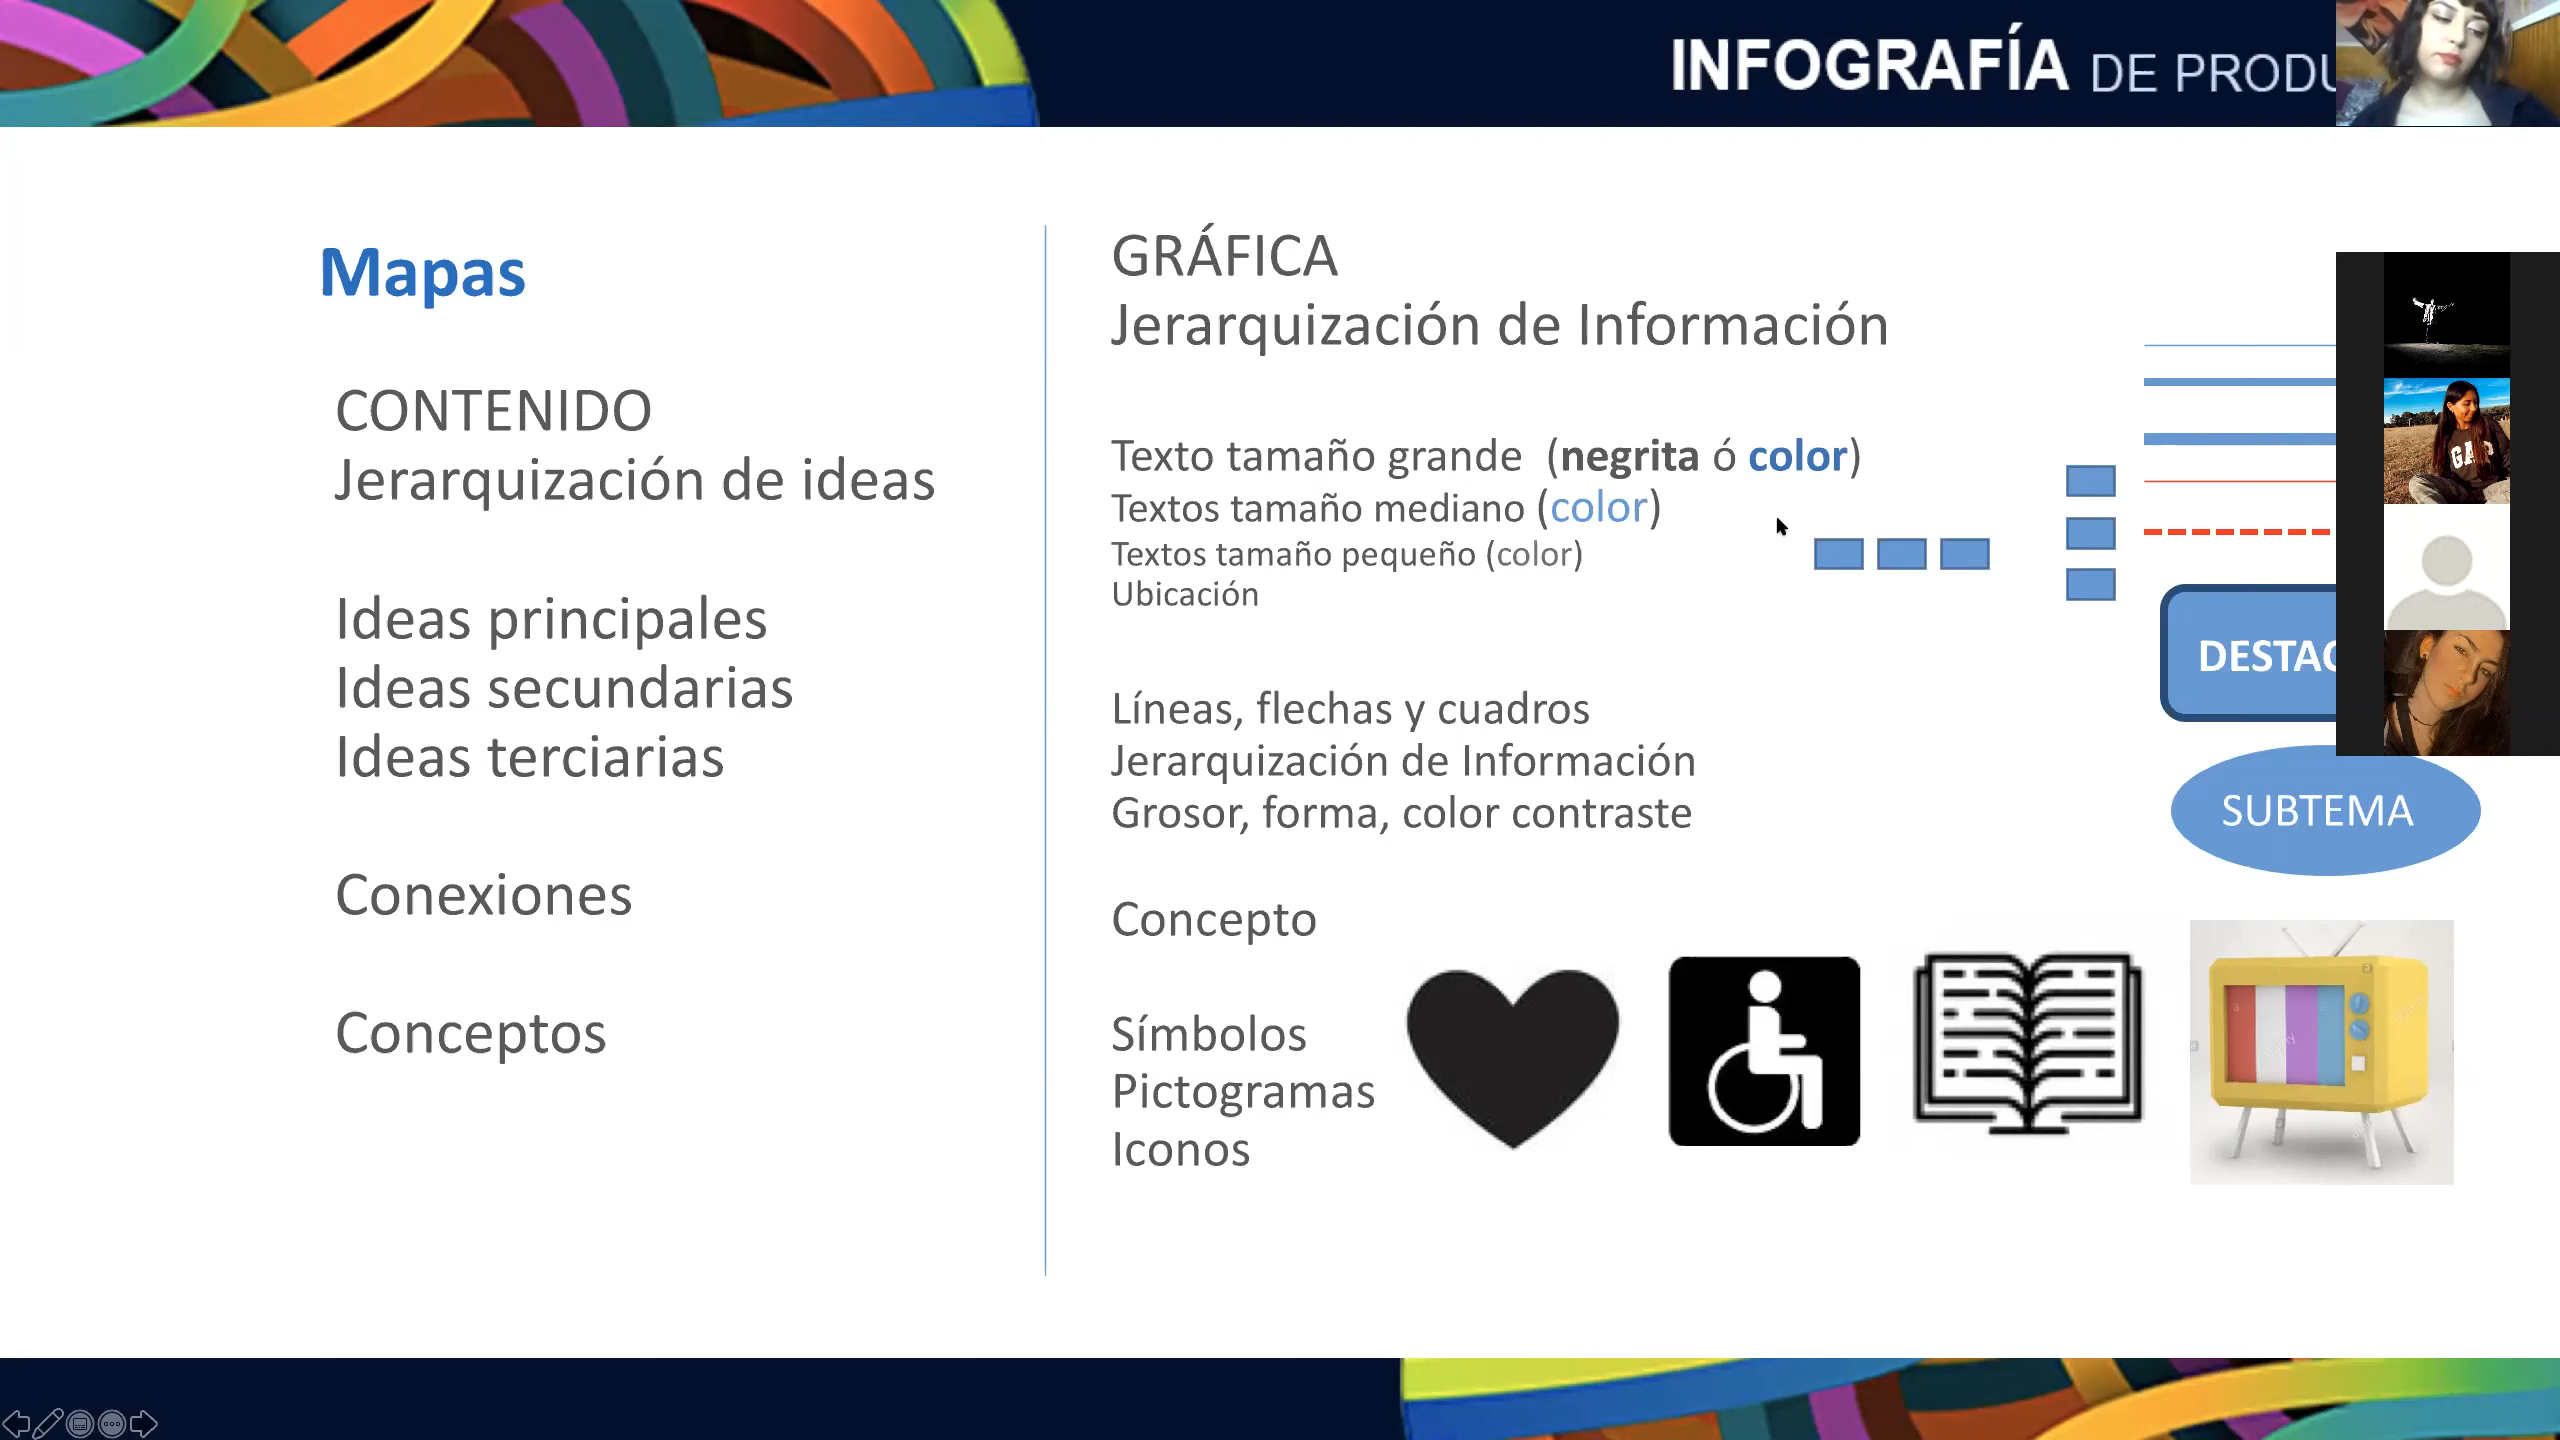 INFOGRAFÍA DE PRODU
Mapas
CONTENIDO
Jerarquización de ideas
Ideas principales
Ideas secundarias
Ideas terciarias
Conexiones
Conceptos
GRÁFICA
Jerarquización de Información
Texto tamaño grande (negrita ó color)
Textos tamaño mediano (color)
Textos tamaño pequeño (color)
Ubicación
Líneas, flechas y cuadros
Jerarquización de Información
Grosor, forma, color contraste
Concepto
Símbolos
Pictogramas
Iconos
DESTAC
SUBTEMA